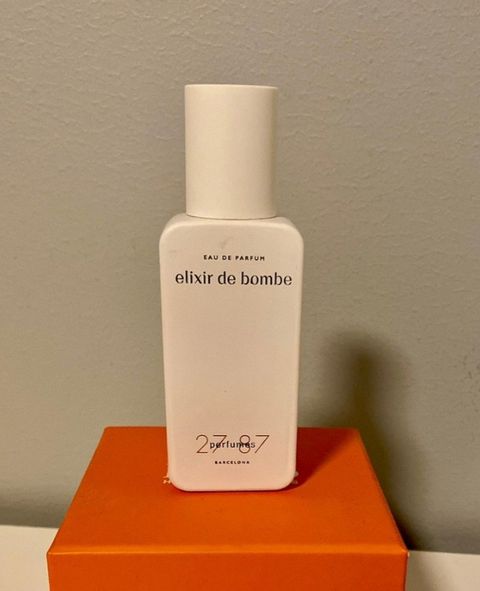 EAU DE PARFUM
elixir de bombe
27 perfumes 87
BARCELONA